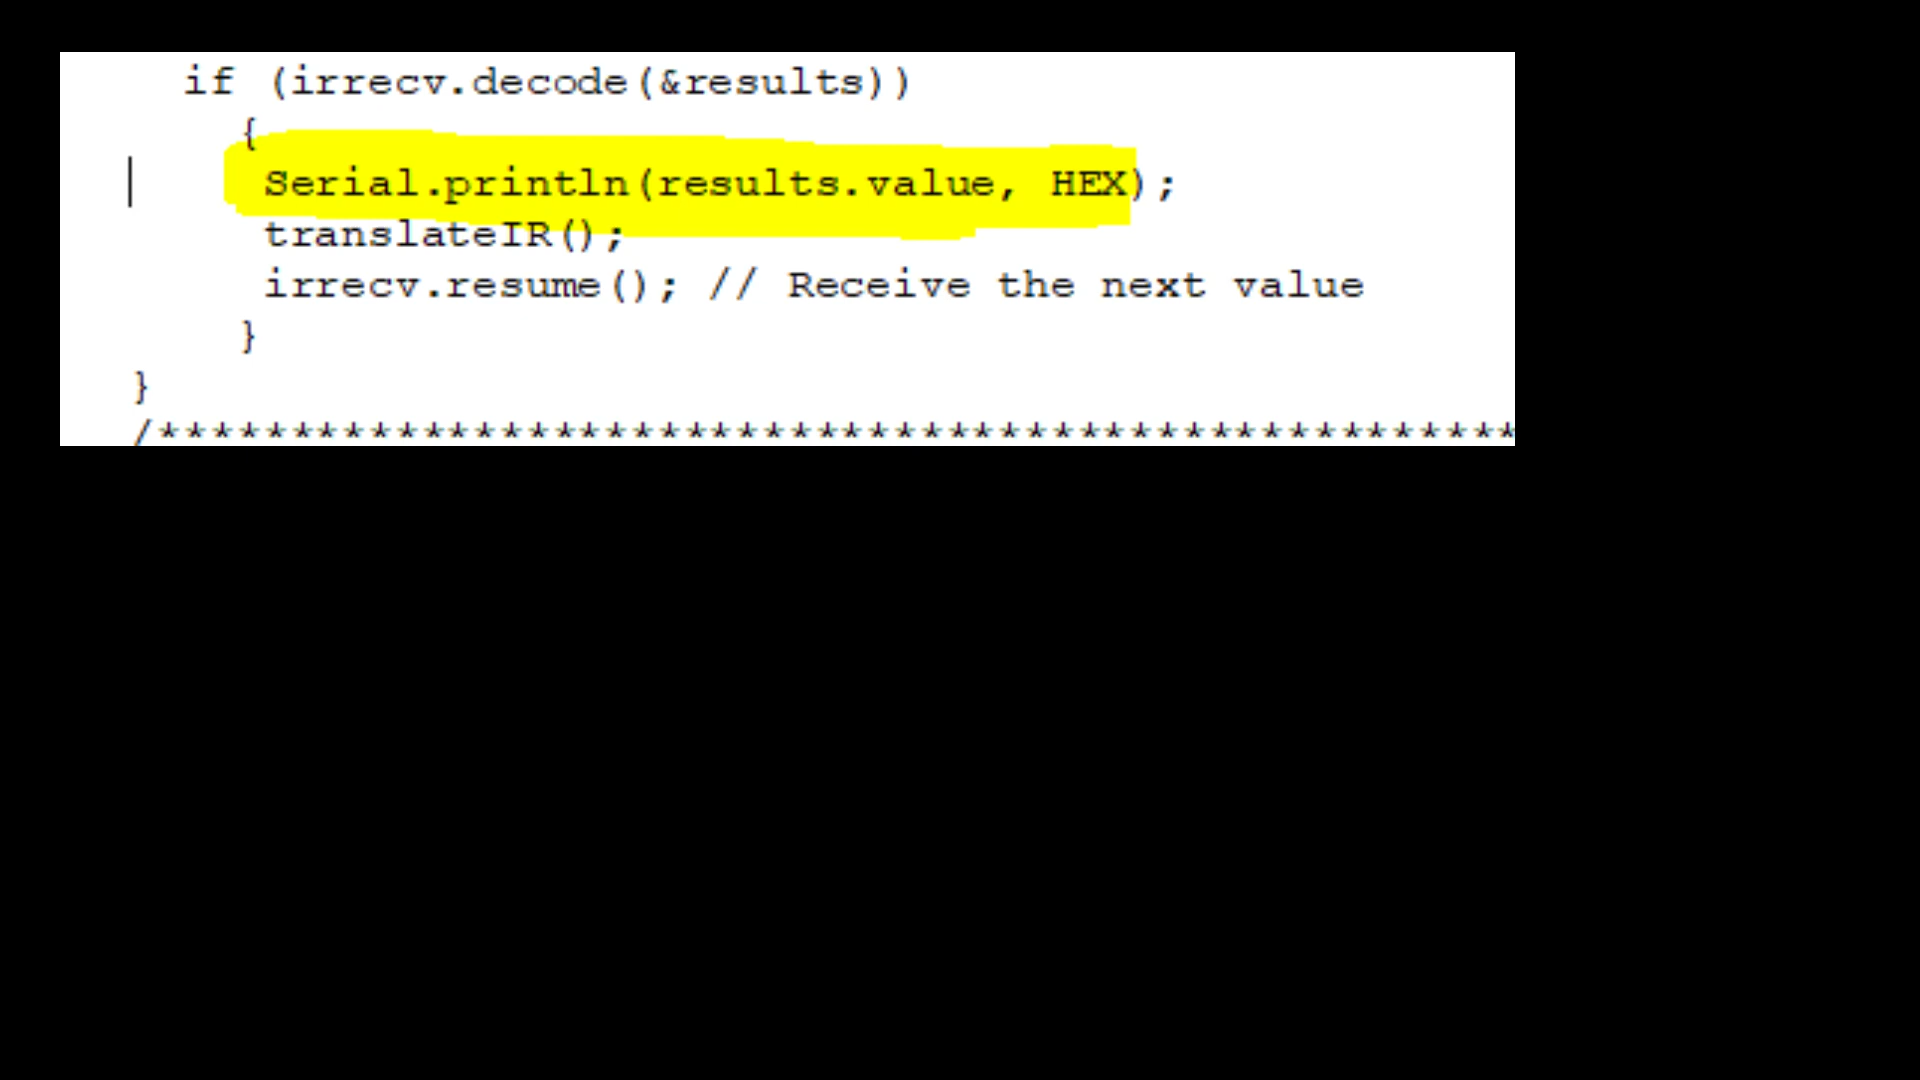 if (irrecv.decode(&results))
{
Serial.println(results.value, HEX);
translateIR();
irrecv.resume(); // Receive the next value
}
}
/****************************************************